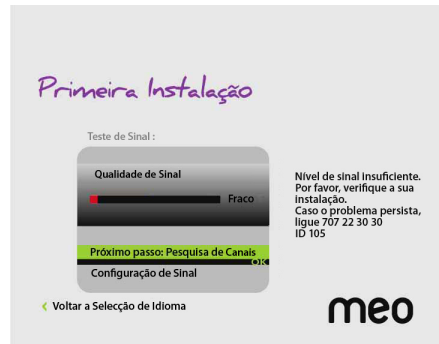 Primeira Instalação
Teste de Sinal :
Qualidade de Sinal
Fraco
Nível de sinal insuficiente.
Por favor, verifique a sua
instalação.
Caso o problema persista,
ligue 707 22 30 30
ID 105
Próximo passo: Pesquisa de Canais
OK
Configuração de Sinal
< Voltar a Selecção de Idioma
meo